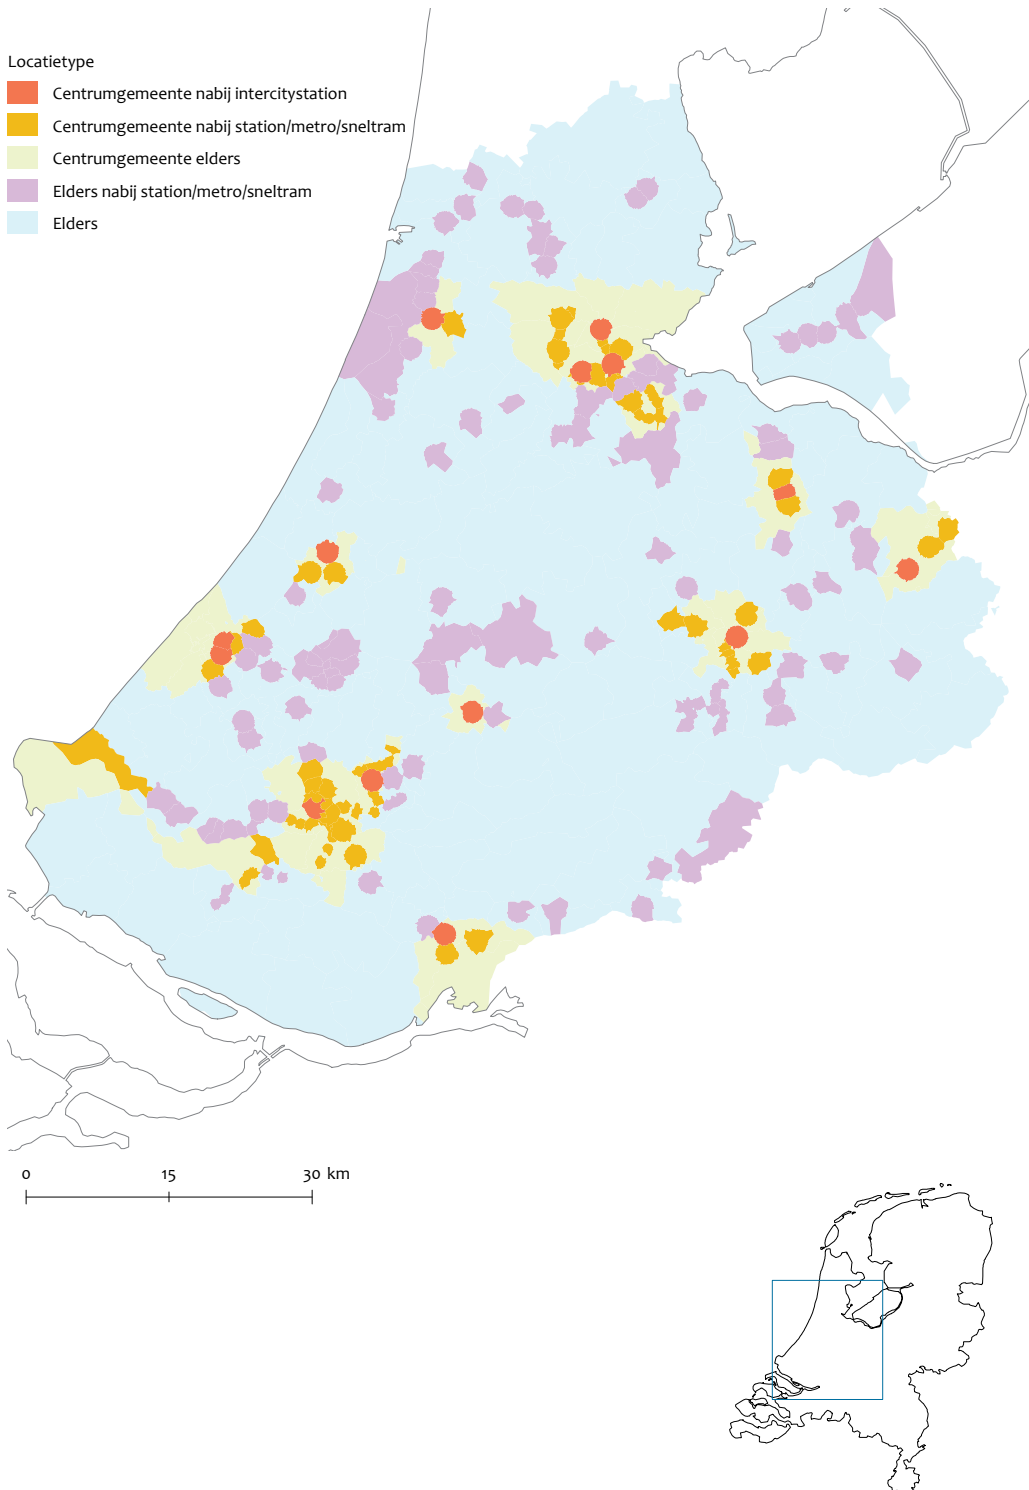 Locatietype
Centrumgemeente nabij intercitystation
Centrumgemeente nabij station/metro/sneltram
Centrumgemeente elders
Elders nabij station/metro/sneltram
Elders
0 15 30 km